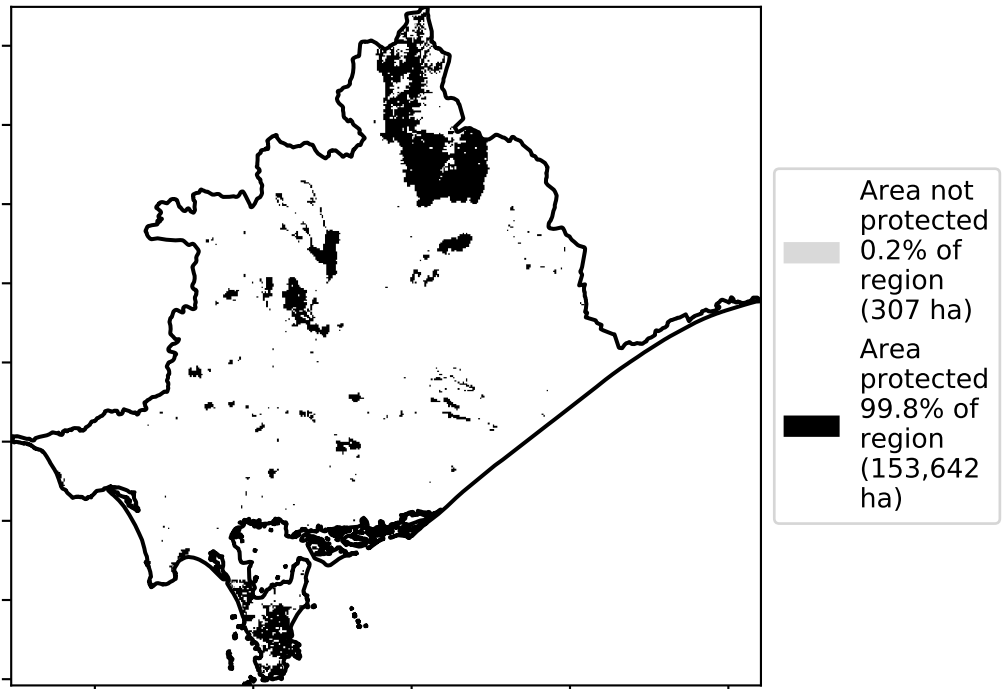 Area not
protected
0.2% of
region
(307 ha)
Area
protected
99.8% of
region
(153,642
ha)